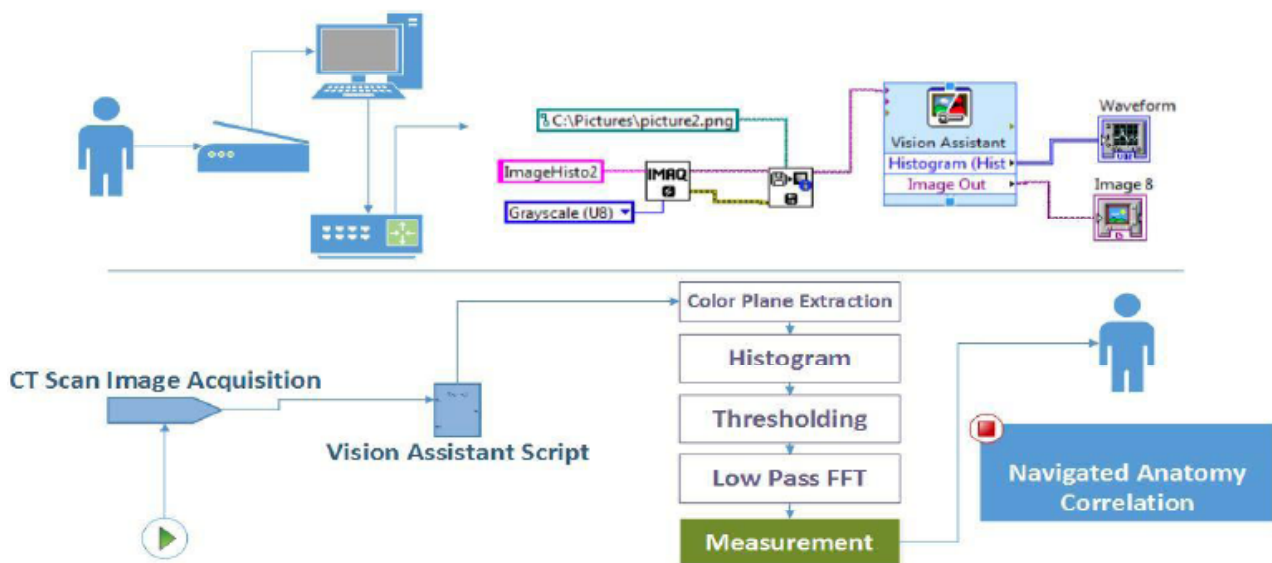 C:\Pictures\picture2.png
ImageHisto2
Grayscale (U8)
IMAQ
Vision Assistant
Histogram (Hist
Image Out
Waveform
Image 8
CT Scan Image Acquisition
Vision Assistant Script
Color Plane Extraction
Histogram
Thresholding
Low Pass FFT
Measurement
Navigated Anatomy
Correlation